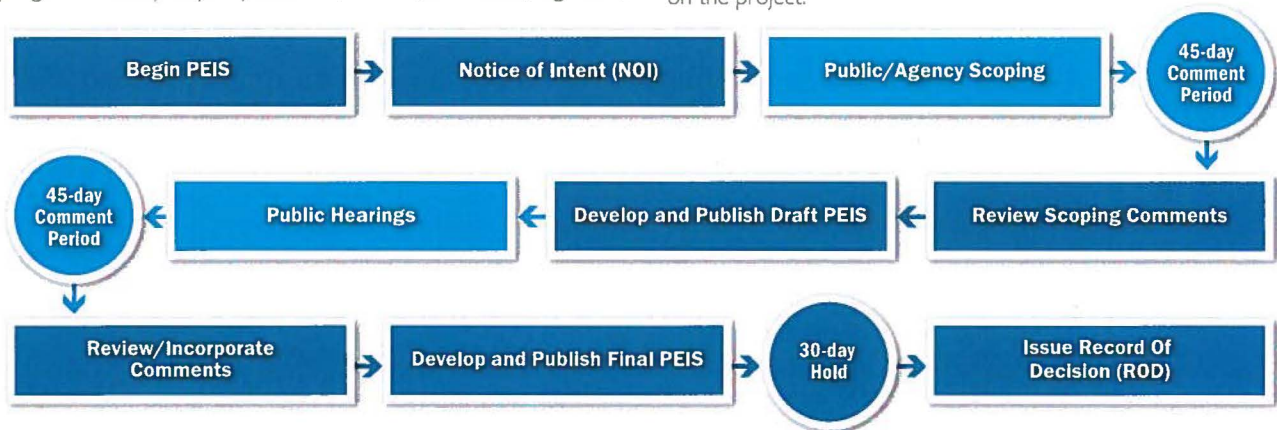 on the project.
Begin PEIS
Notice of Intent (NOI)
Public/Agency Scoping
45-day
Comment
Period
Review Scoping Comments
Develop and Publish Draft PEIS
Public Hearings
45-day
Comment
Period
Review/Incorporate
Comments
Develop and Publish Final PEIS
30-day
Hold
Issue Record Of
Decision (ROD)